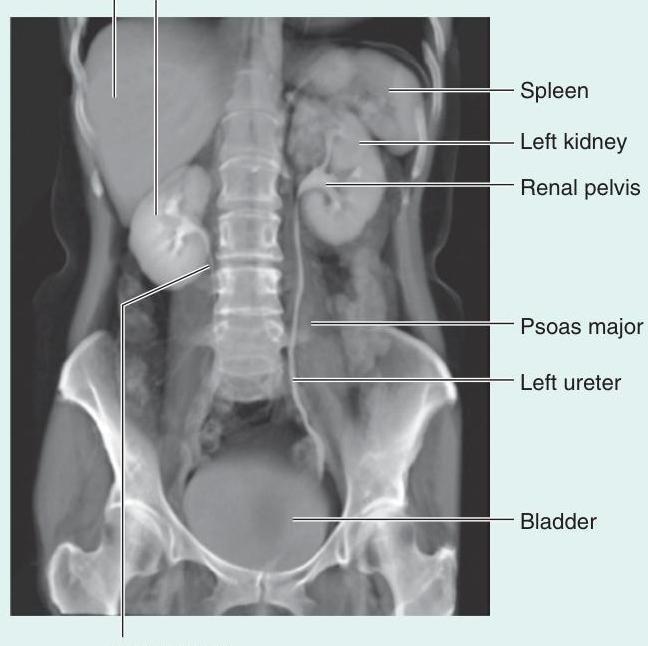 Spleen
Left kidney
Renal pelvis
Psoas major
Left ureter
Bladder